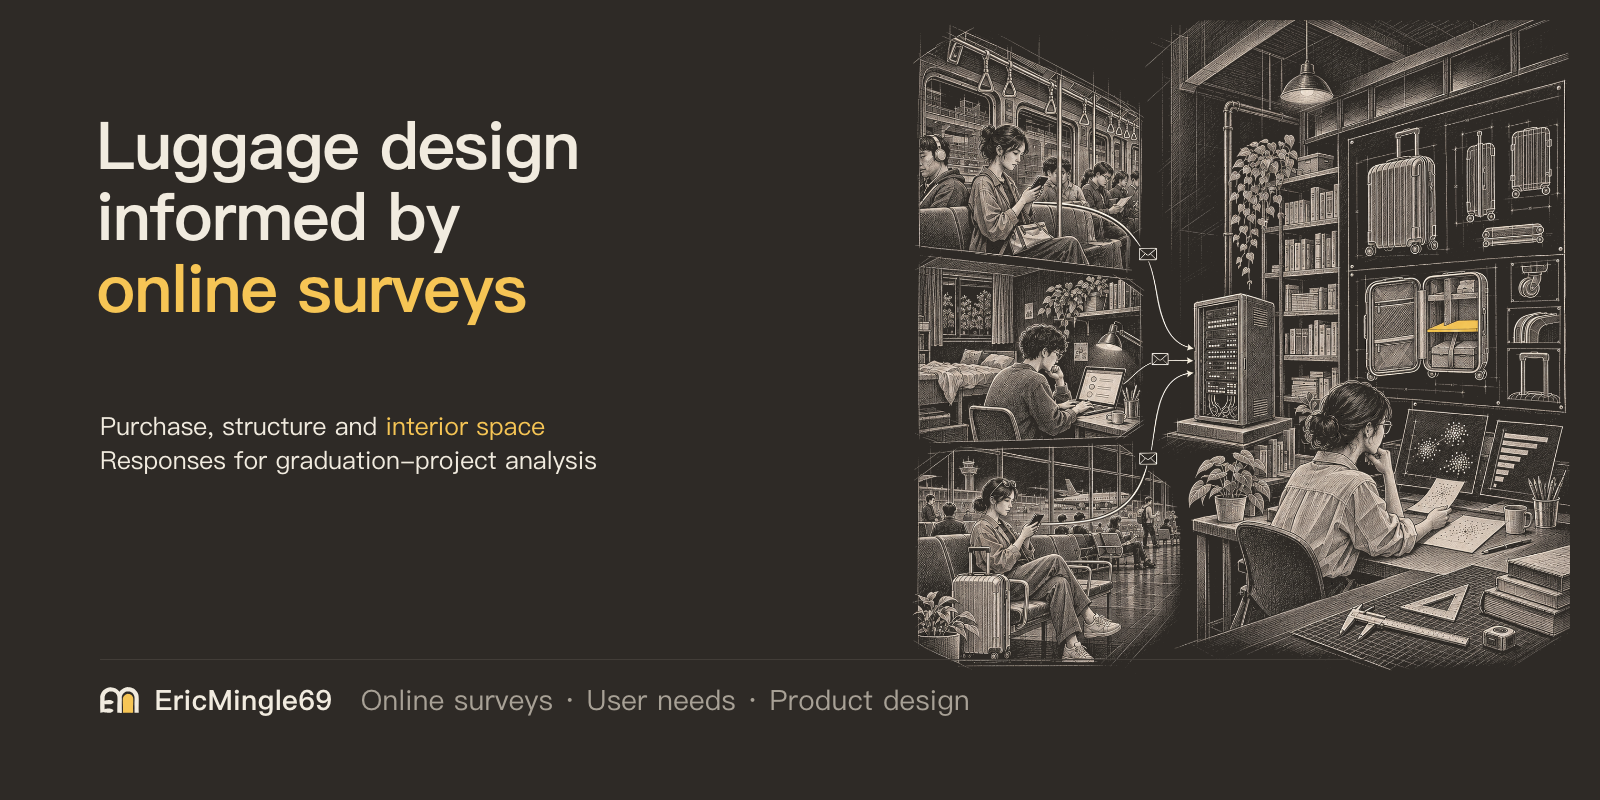 Luggage design
informed by
online surveys
Purchase, structure and interior space
Responses for graduation–project analysis
EricMingle69 Online surveys · User needs · Product design